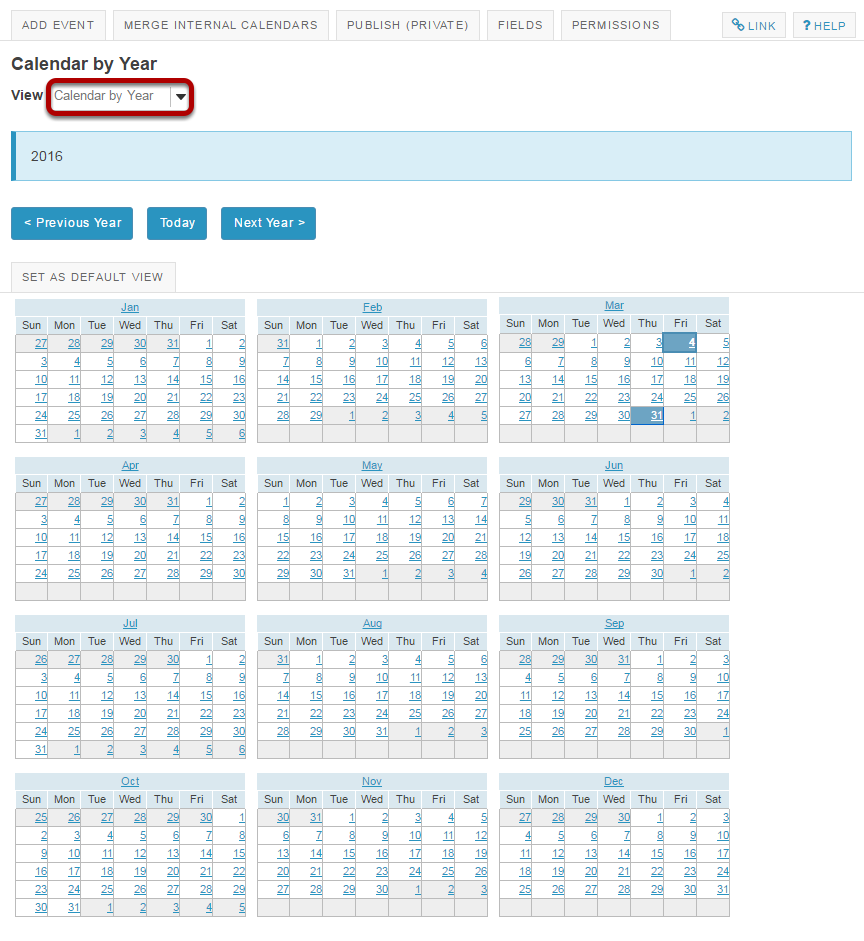 ADD EVENT MERGE INTERNAL CALENDARS PUBLISH (PRIVATE) FIELDS PERMISSIONS LINK ? HELP
Calendar by Year
View Calendar by Year
2016
< Previous Year Today Next Year >
SET AS DEFAULT VIEW
Jan Feb Mar
Sun Mon Tue Wed Thu Fri Sat Sun Mon Tue Wed Thu Fri Sat Sun Mon Tue Wed Thu Fri Sat
27 28 29 30 31 1 2 31 1 2 3 4 5 6 28 29 1 2 3 4 5
3 4 5 6 7 8 9 7 8 9 10 11 12 13 6 7 8 9 10 11 12
10 11 12 13 14 15 16 14 15 16 17 18 19 20 13 14 15 16 17 18 19
17 18 19 20 21 22 23 21 22 23 24 25 26 27 20 21 22 23 24 25 26
24 25 26 27 28 29 30 28 29 1 2 3 4 5 27 28 29 30 31 1 2
31 1 2 3 4 5 6
Apr May Jun
Sun Mon Tue Wed Thu Fri Sat Sun Mon Tue Wed Thu Fri Sat Sun Mon Tue Wed Thu Fri Sat
27 28 29 30 31 1 2 1 2 3 4 5 6 7 29 30 31 1 2 3 4
3 4 5 6 7 8 9 8 9 10 11 12 13 14 5 6 7 8 9 10 11
10 11 12 13 14 15 16 15 16 17 18 19 20 21 12 13 14 15 16 17 18
17 18 19 20 21 22 23 22 23 24 25 26 27 28 19 20 21 22 23 24 25
24 25 26 27 28 29 30 29 30 31 1 2 3 4 26 27 28 29 30 1 2
Jul Aug Sep
Sun Mon Tue Wed Thu Fri Sat Sun Mon Tue Wed Thu Fri Sat Sun Mon Tue Wed Thu Fri Sat
26 27 28 29 30 1 2 31 1 2 3 4 5 6 28 29 30 31 1 2 3
3 4 5 6 7 8 9 7 8 9 10 11 12 13 4 5 6 7 8 9 10
10 11 12 13 14 15 16 14 15 16 17 18 19 20 11 12 13 14 15 16 17
17 18 19 20 21 22 23 21 22 23 24 25 26 27 18 19 20 21 22 23 24
24 25 26 27 28 29 30 28 29 30 31 1 2 3 25 26 27 28 29 30 1
31 1 2 3 4 5 6
Oct Nov Dec
Sun Mon Tue Wed Thu Fri Sat Sun Mon Tue Wed Thu Fri Sat Sun Mon Tue Wed Thu Fri Sat
25 26 27 28 29 30 1 30 31 1 2 3 4 5 27 28 29 30 1 2 3
2 3 4 5 6 7 8 6 7 8 9 10 11 12 4 5 6 7 8 9 10
9 10 11 12 13 14 15 13 14 15 16 17 18 19 11 12 13 14 15 16 17
16 17 18 19 20 21 22 20 21 22 23 24 25 26 18 19 20 21 22 23 24
23 24 25 26 27 28 29 27 28 29 30 1 2 3 25 26 27 28 29 30 31
30 31 1 2 3 4 5